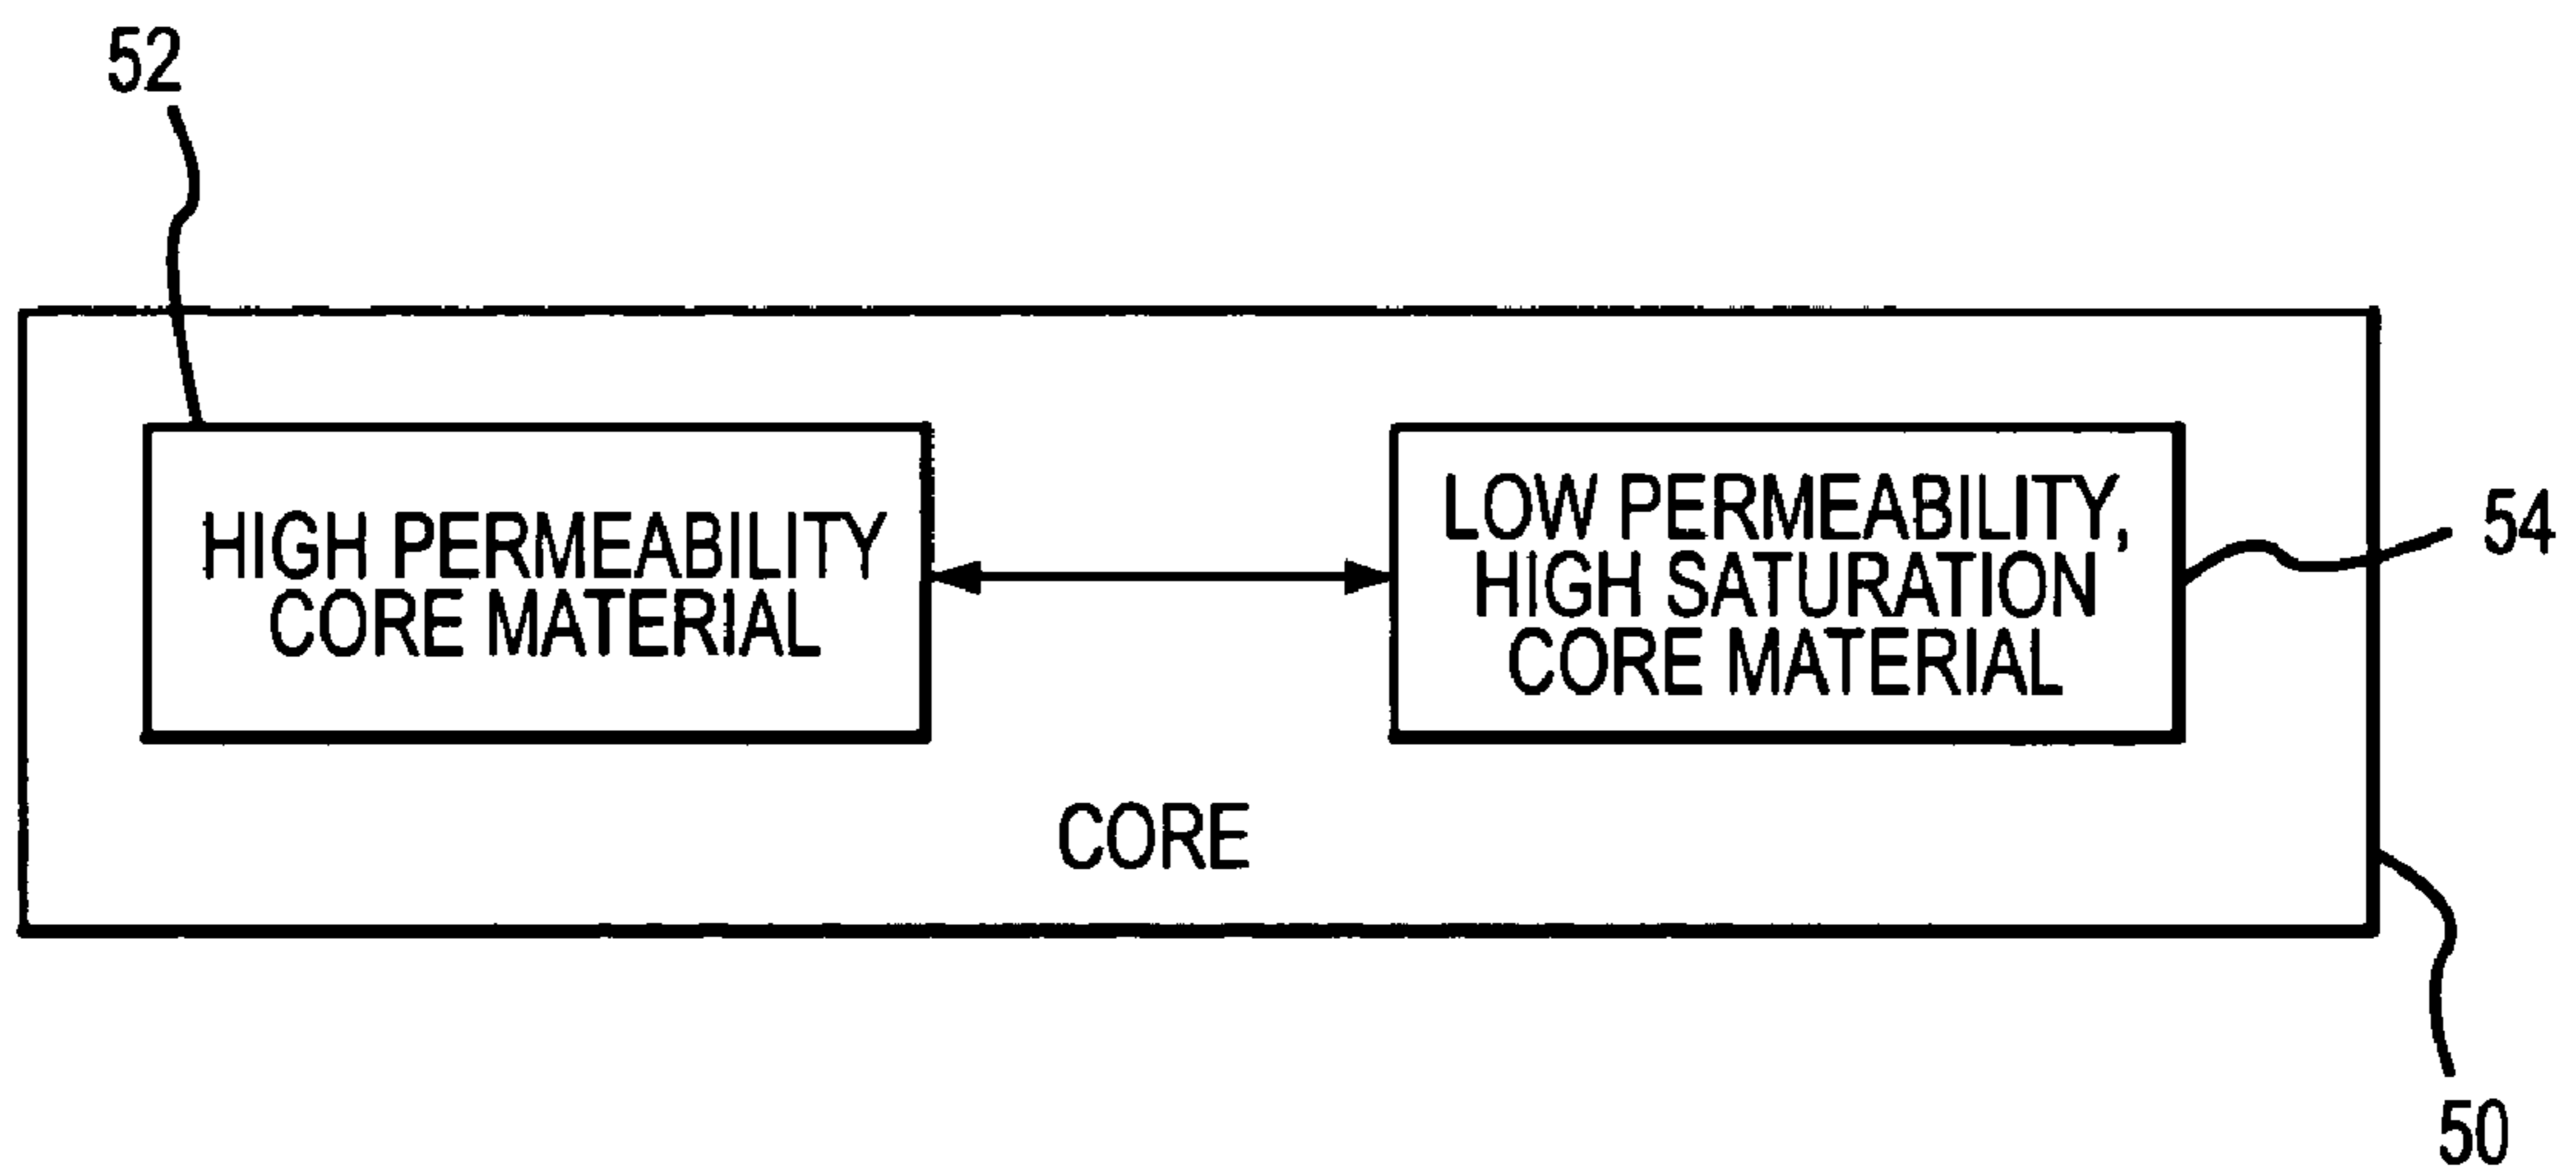 52
HIGH PERMEABILITY
CORE MATERIAL
LOW PERMEABILITY,
HIGH SATURATION
CORE MATERIAL
54
CORE
50